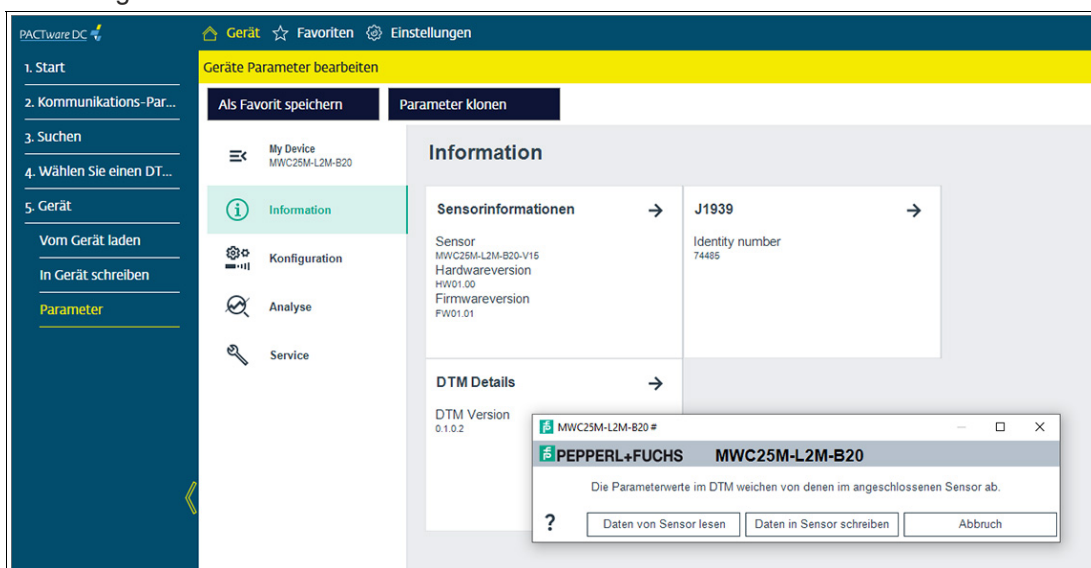 PACTware DC
Gerät
Favoriten
Einstellungen
1. Start
2. Kommunikations-Par...
3. Suchen
4. Wählen Sie einen DT...
5. Gerät
Vom Gerät laden
In Gerät schreiben
Parameter
Geräte Parameter bearbeiten
Als Favorit speichern
Parameter klonen
My Device
MWC25M-L2M-B20
Information
Konfiguration
Analyse
Service
Information
Sensorinformationen
Sensor
MWC25M-L2M-B20-V15
Hardwareversion
HW01.00
Firmwareversion
FW01.01
J1939
Identity number
74485
DTM Details
DTM Version
0.1.0.2
MWC25M-L2M-B20 #
PEPPERL+FUCHS MWC25M-L2M-B20
Die Parameterwerte im DTM weichen von denen im angeschlossenen Sensor ab.
?
Daten von Sensor lesen
Daten in Sensor schreiben
Abbruch